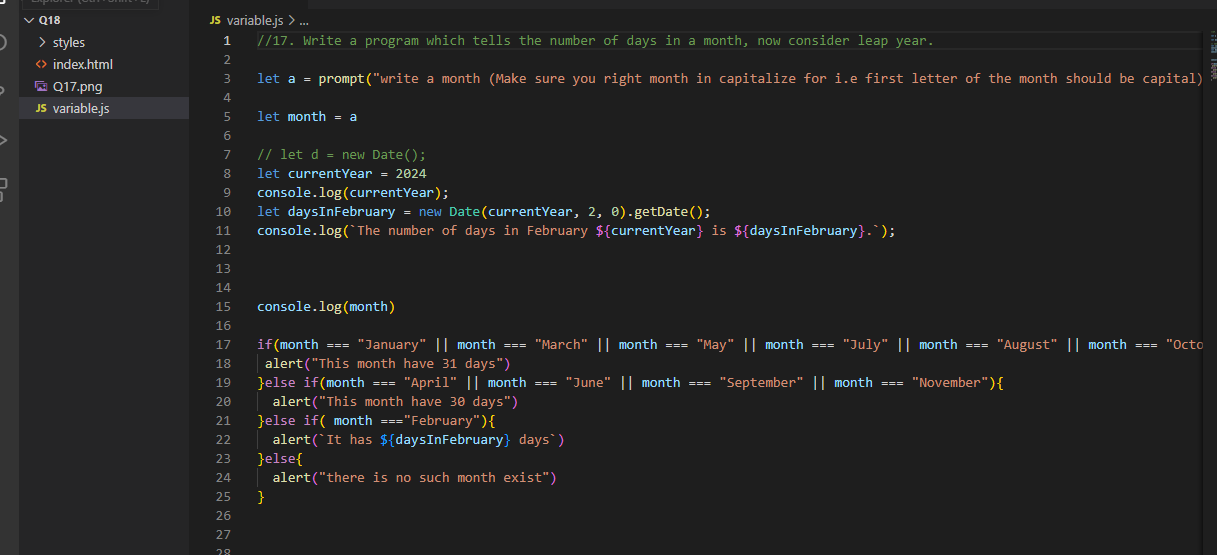 Q18
styles
index.html
Q17.png
JS variable.js
JS variable.js > ...
1 //17. Write a program which tells the number of days in a month, now consider leap year.
2
3 let a = prompt("write a month (Make sure you right month in capitalize for i.e first letter of the month should be capital)
4
5 let month = a
6
7 // let d = new Date();
8 let currentYear = 2024
9 console.log(currentYear);
10 let daysInFebruary = new Date(currentYear, 2, 0).getDate();
11 console.log(`The number of days in February ${currentYear} is ${daysInFebruary}.`);
12
13
14
15 console.log(month)
16
17 if(month === "January" || month === "March" || month === "May" || month === "July" || month === "August" || month === "Octo
18 alert("This month have 31 days")
19 }else if(month === "April" || month === "June" || month === "September" || month === "November"){
20 alert("This month have 30 days")
21 }else if( month ==="February"){
22 alert(`It has ${daysInFebruary} days`)
23 }else{
24 alert("there is no such month exist")
25 }
26
27
28